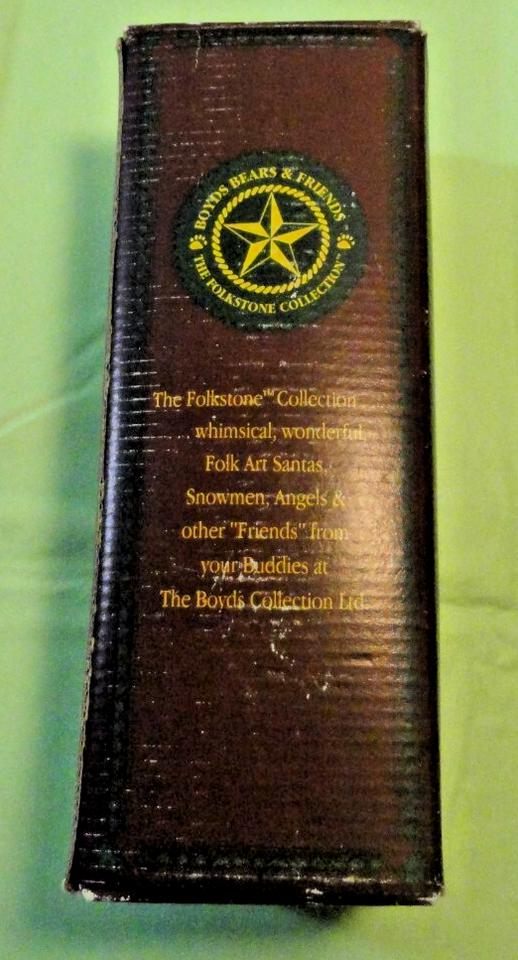 BOYDS BEARS & FRIENDS
THE FOLKSTONE COLLECTION™
The Folkstone™ Collection
. . . whimsical, wonderful,
Folk Art Santas,
Snowmen, Angels &
other "Friends" from
your Buddies at
The Boyds Collection Ltd.